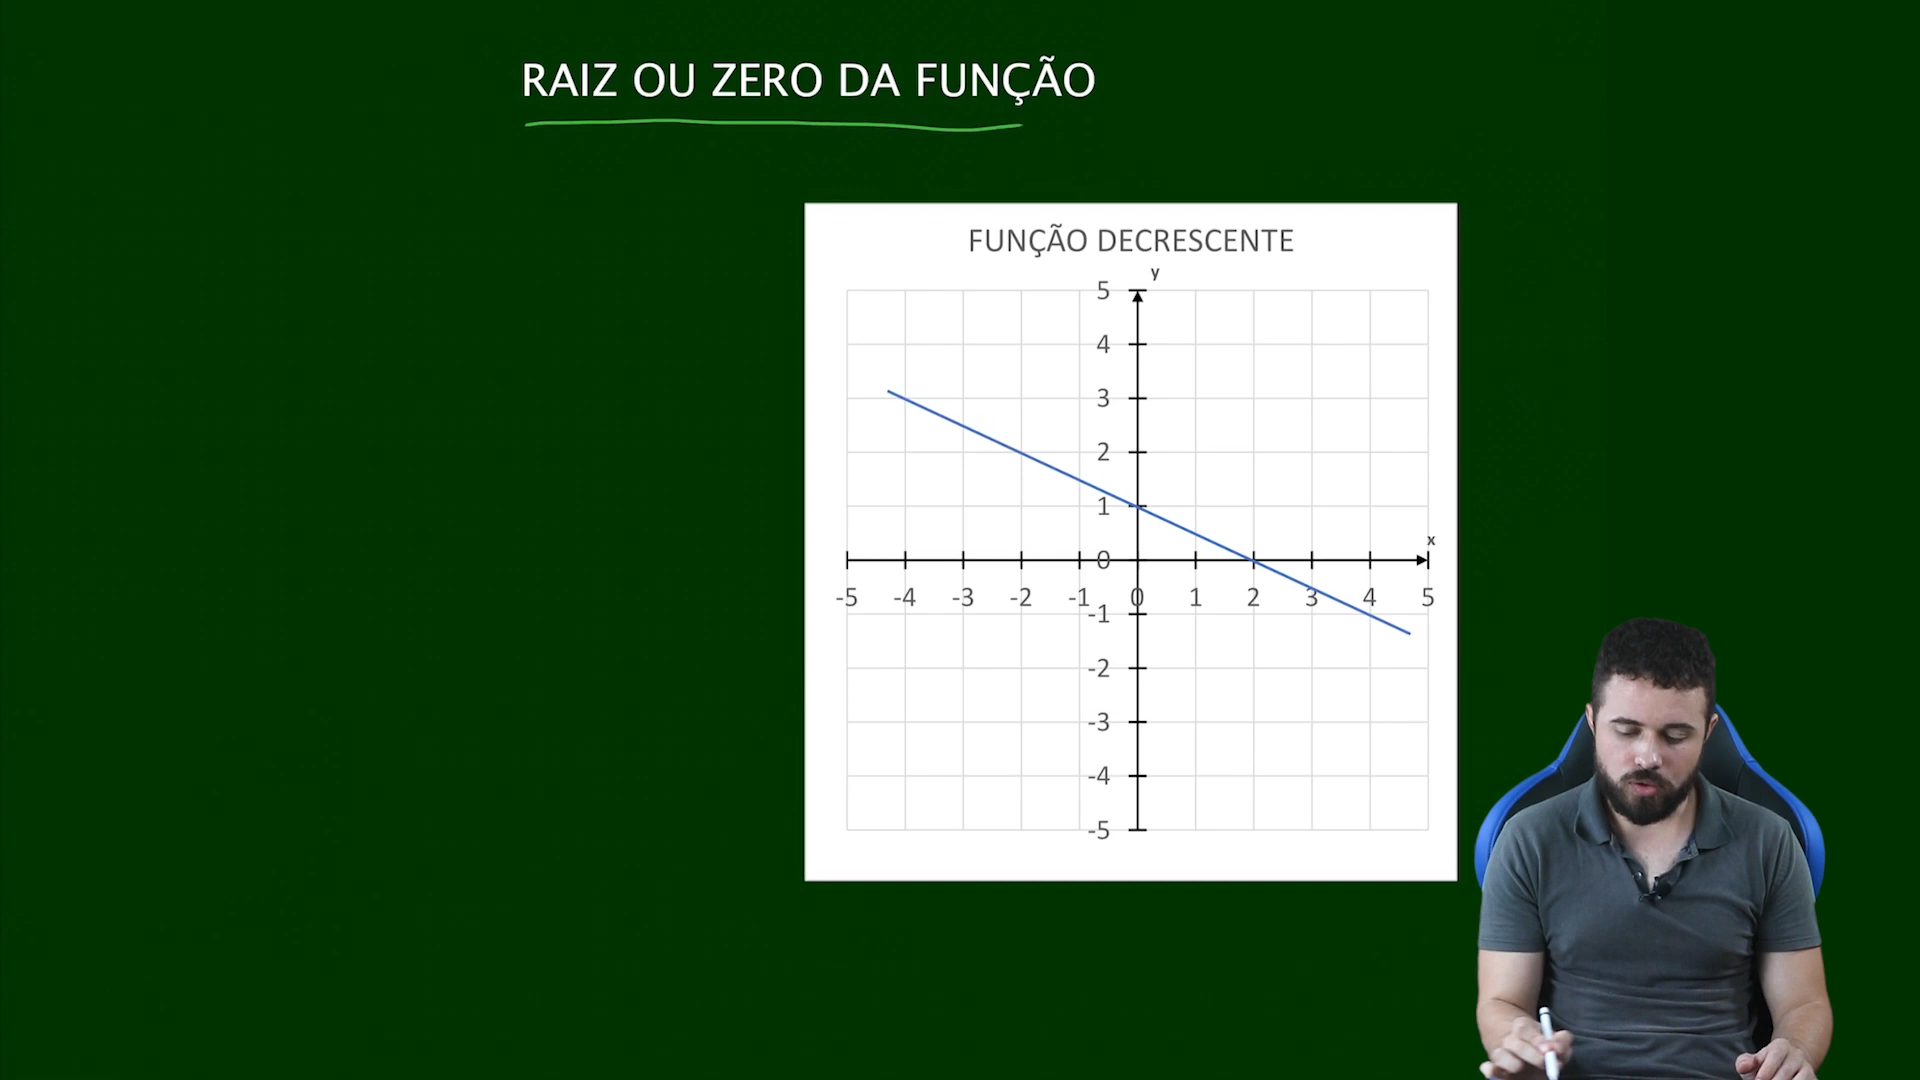 RAIZ OU ZERO DA FUNÇÃO
FUNÇÃO DECRESCENTE
y
5
4
3
2
1
x
0
-5 -4 -3 -2 -1 0 1 2 3 4 5
-1
-2
-3
-4
-5